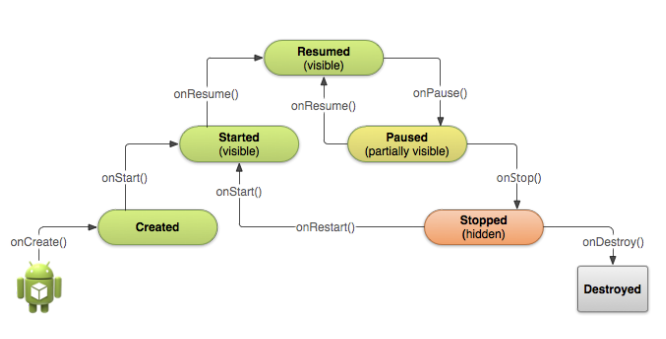 Resumed
(visible)
onResume()
onResume()
onPause()
Started
(visible)
Paused
(partially visible)
onStart()
onStart()
onStop()
Created
onRestart()
Stopped
(hidden)
onCreate()
onDestroy()
Destroyed